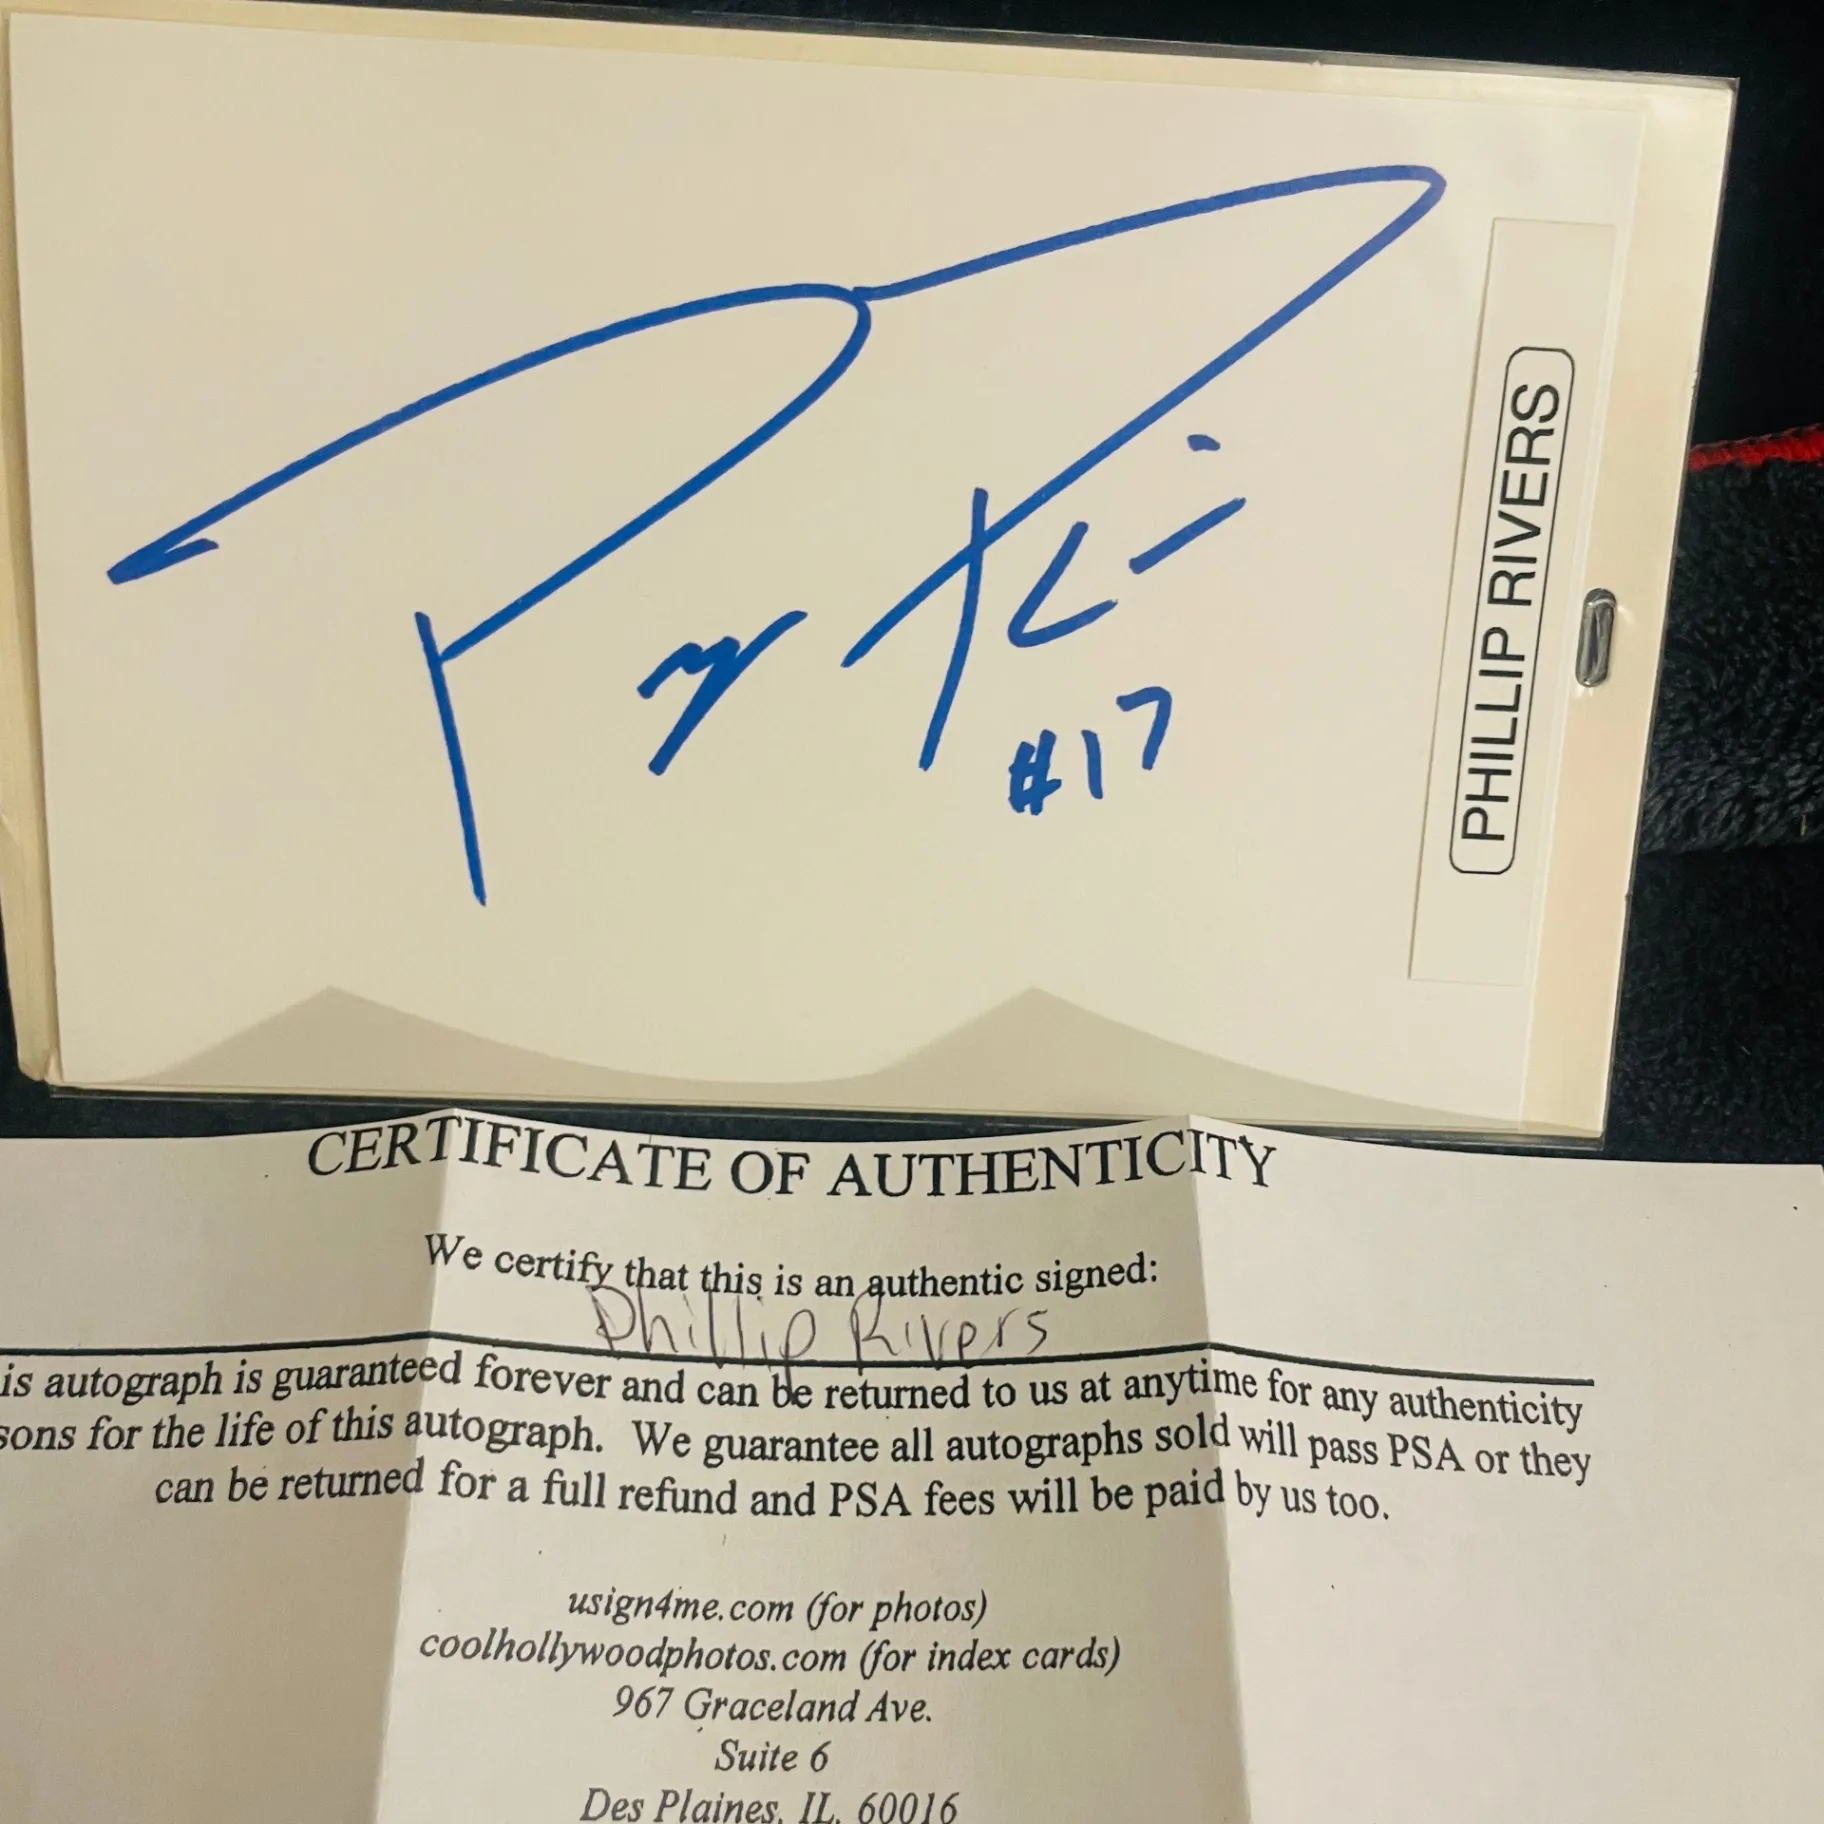 #17
PHILLIP RIVERS
CERTIFICATE OF AUTHENTICITY
We certify that this is an authentic signed:
Phillip Rivers
is autograph is guaranteed forever and can be returned to us at anytime for any authenticity
sons for the life of this autograph. We guarantee all autographs sold will pass PSA or they
can be returned for a full refund and PSA fees will be paid by us too.
usign4me.com (for photos)
coolhollywoodphotos.com (for index cards)
967 Graceland Ave.
Suite 6
Des Plaines, IL. 60016